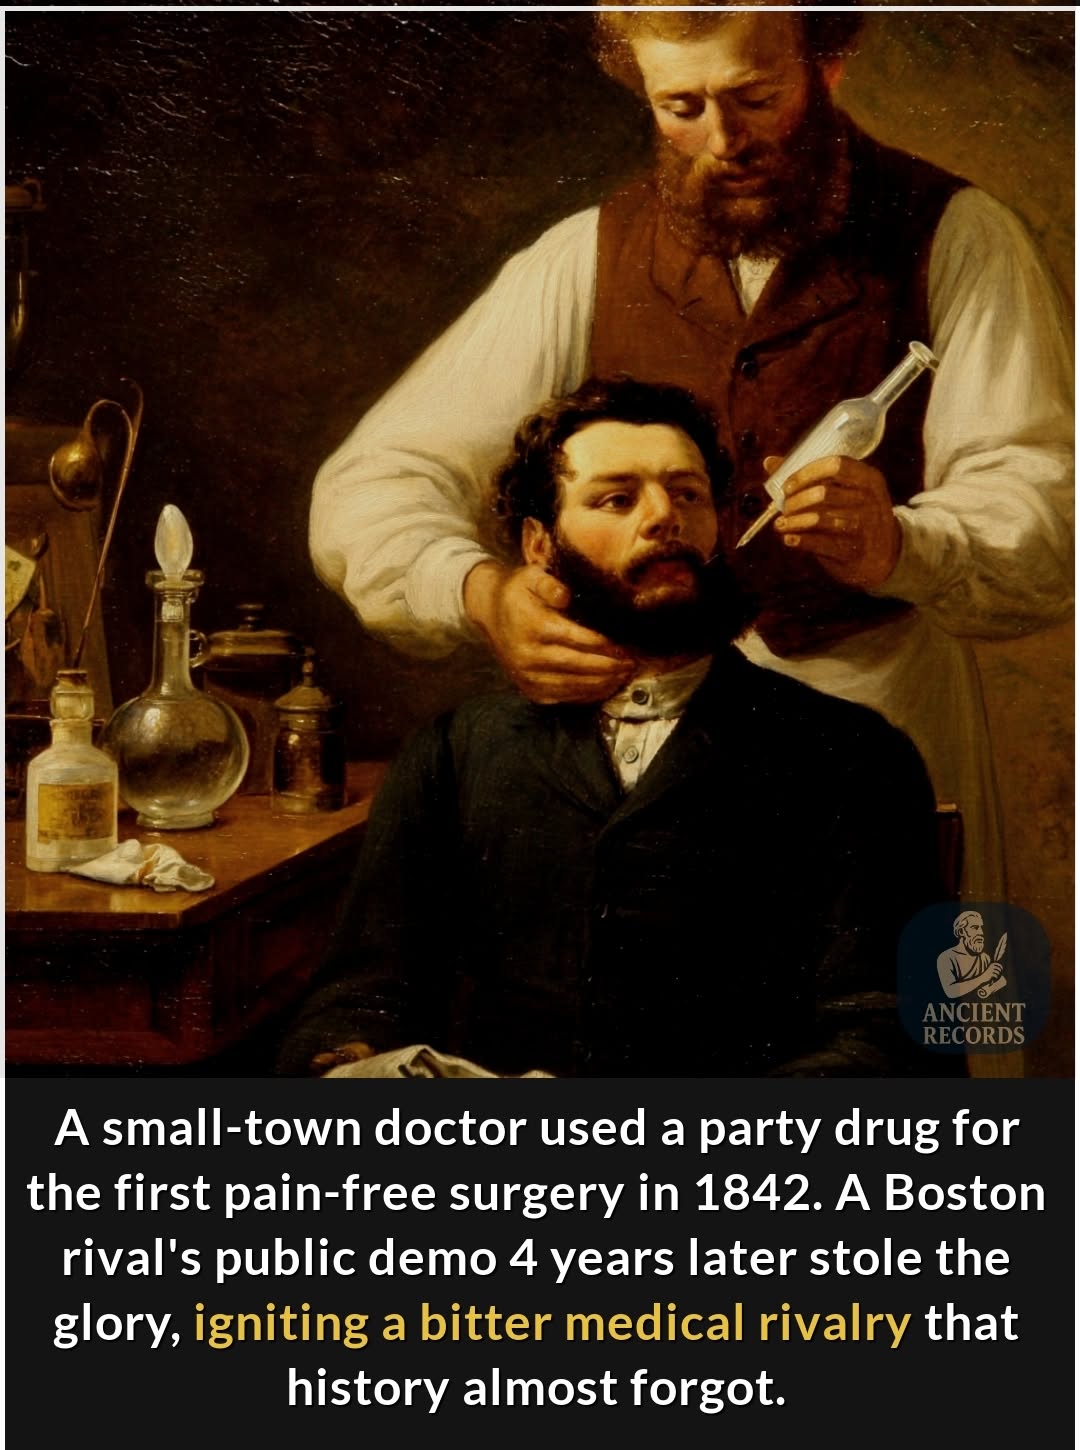 ANCIENT
RECORDS
A small-town doctor used a party drug for
the first pain-free surgery in 1842. A Boston
rival's public demo 4 years later stole the
glory, igniting a bitter medical rivalry that
history almost forgot.